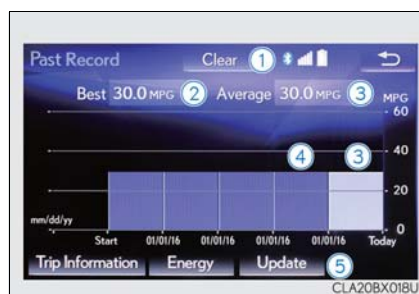 Past Record
Clear 1
Best 30.0 MPG 2 Average 30.0 MPG 3 MPG
60
40
4 3
20
mm/dd/yy 0
Start 01/01/16 01/01/16 01/01/16 01/01/16 Today
Trip Information Energy Update 5
CLA20BX018U